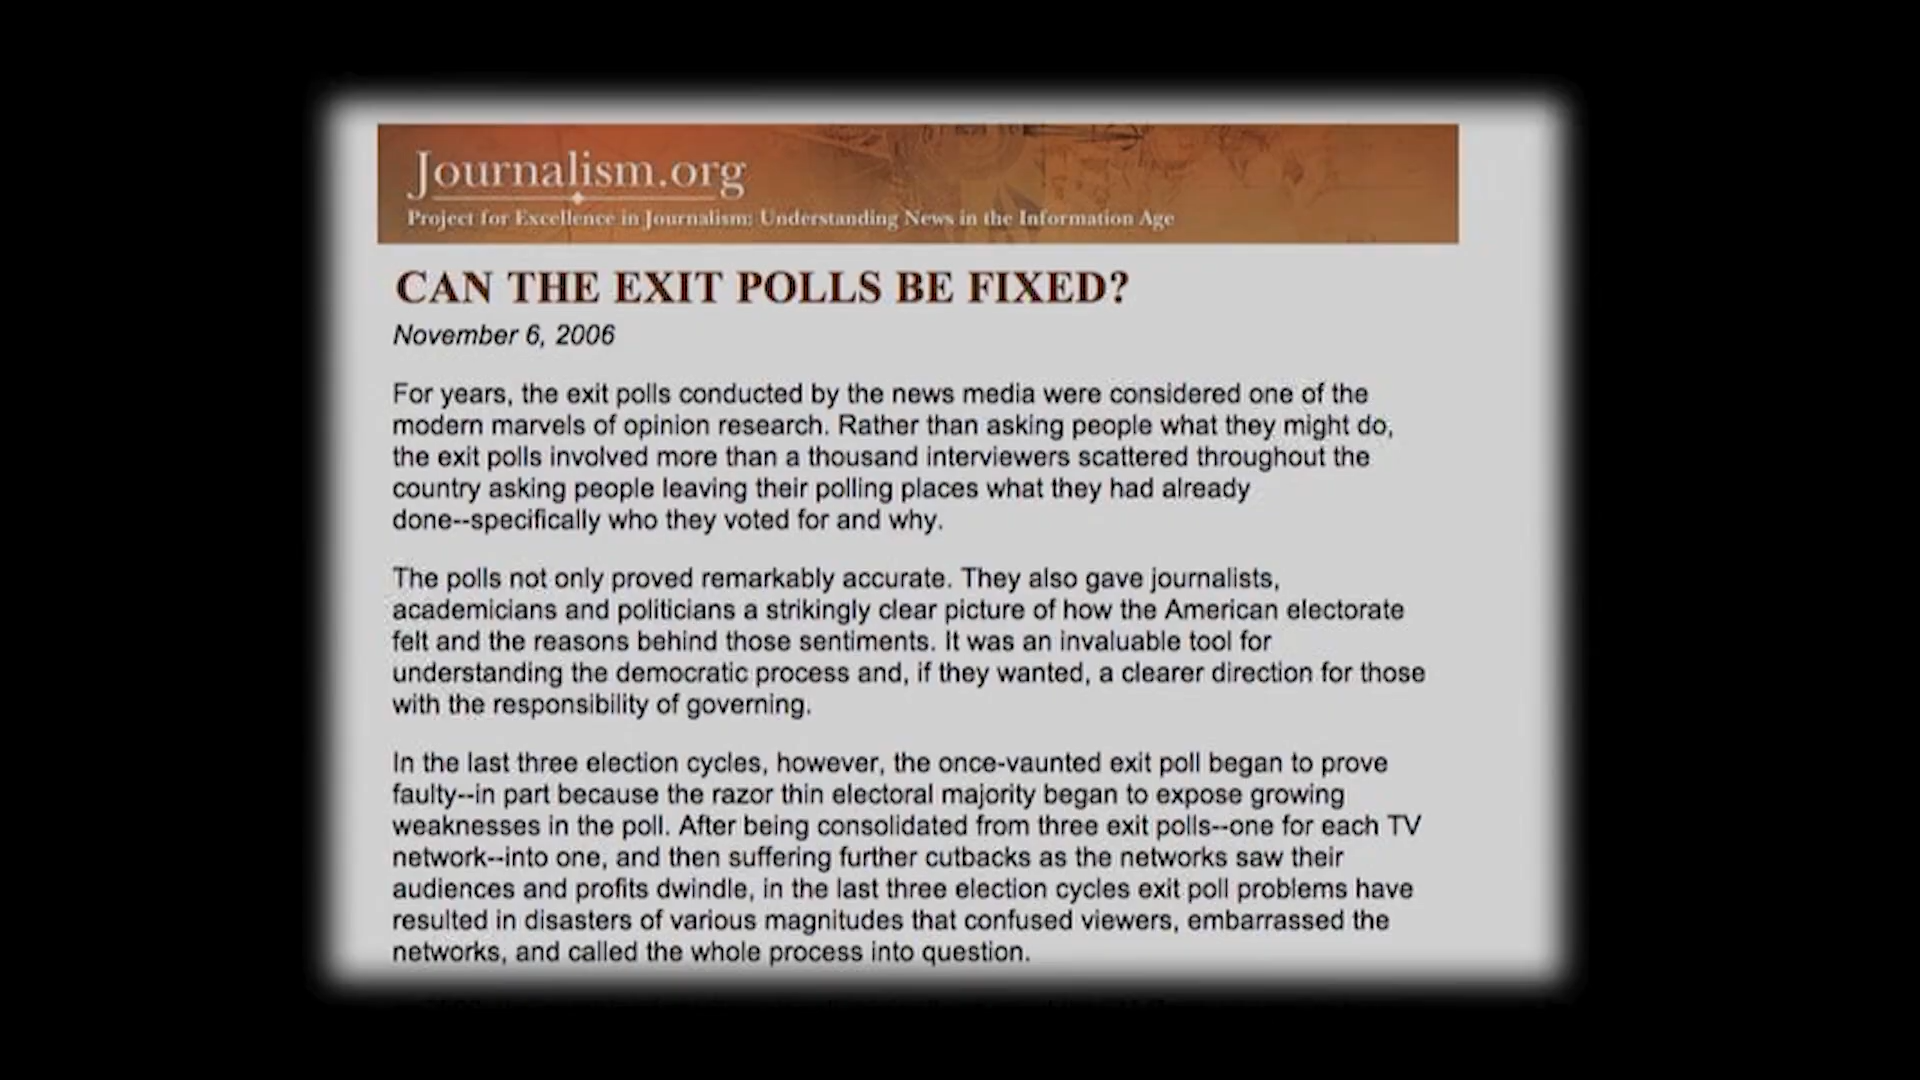 Journalism.org
Project for Excellence in Journalism: Understanding News in the Information Age
CAN THE EXIT POLLS BE FIXED?
November 6, 2006
For years, the exit polls conducted by the news media were considered one of the
modern marvels of opinion research. Rather than asking people what they might do,
the exit polls involved more than a thousand interviewers scattered throughout the
country asking people leaving their polling places what they had already
done--specifically who they voted for and why.
The polls not only proved remarkably accurate. They also gave journalists,
academicians and politicians a strikingly clear picture of how the American electorate
felt and the reasons behind those sentiments. It was an invaluable tool for
understanding the democratic process and, if they wanted, a clearer direction for those
with the responsibility of governing.
In the last three election cycles, however, the once-vaunted exit poll began to prove
faulty--in part because the razor thin electoral majority began to expose growing
weaknesses in the poll. After being consolidated from three exit polls--one for each TV
network--into one, and then suffering further cutbacks as the networks saw their
audiences and profits dwindle, in the last three election cycles exit poll problems have
resulted in disasters of various magnitudes that confused viewers, embarrassed the
networks, and called the whole process into question.